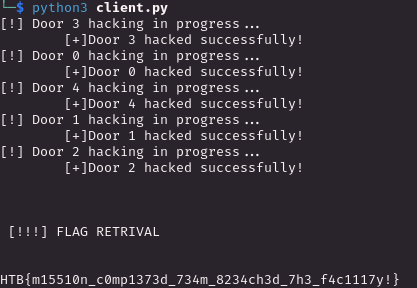 └─$ python3 client.py
[!] Door 3 hacking in progress...
[+]Door 3 hacked successfully!
[!] Door 0 hacking in progress...
[+]Door 0 hacked successfully!
[!] Door 4 hacking in progress...
[+]Door 4 hacked successfully!
[!] Door 1 hacking in progress...
[+]Door 1 hacked successfully!
[!] Door 2 hacking in progress...
[+]Door 2 hacked successfully!
[!!!] FLAG RETRIVAL
HTB{m15510n_c0mp1373d_734m_8234ch3d_7h3_f4c1117y!}